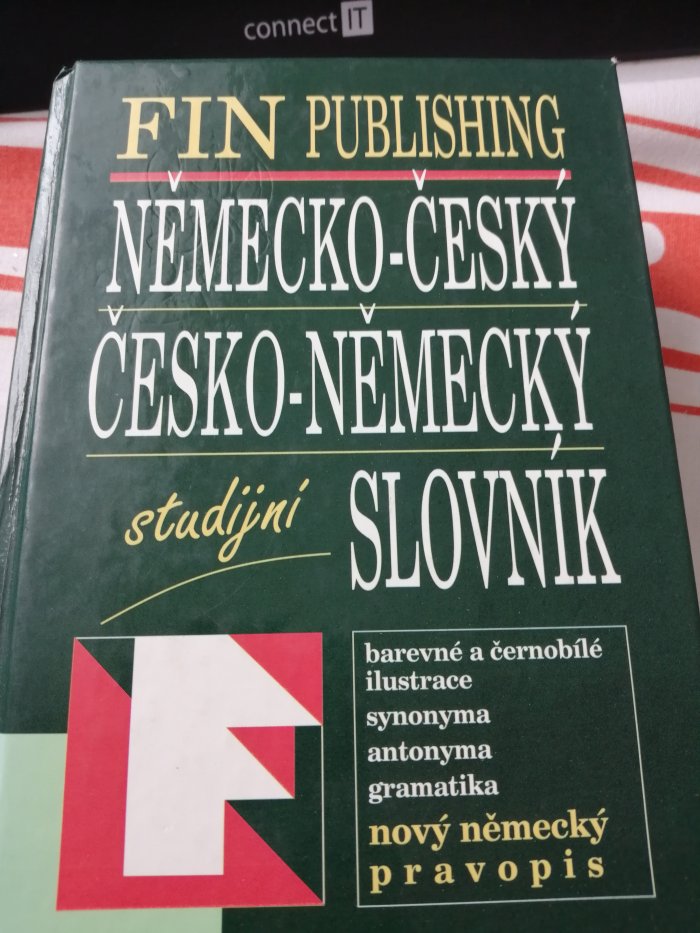 connect IT
FIN PUBLISHING
NĚMECKO-ČESKÝ
ČESKO-NĚMECKÝ
studijní SLOVNÍK
barevné a černobílé
ilustrace
synonyma
antonyma
gramatika
nový německý
pravopis